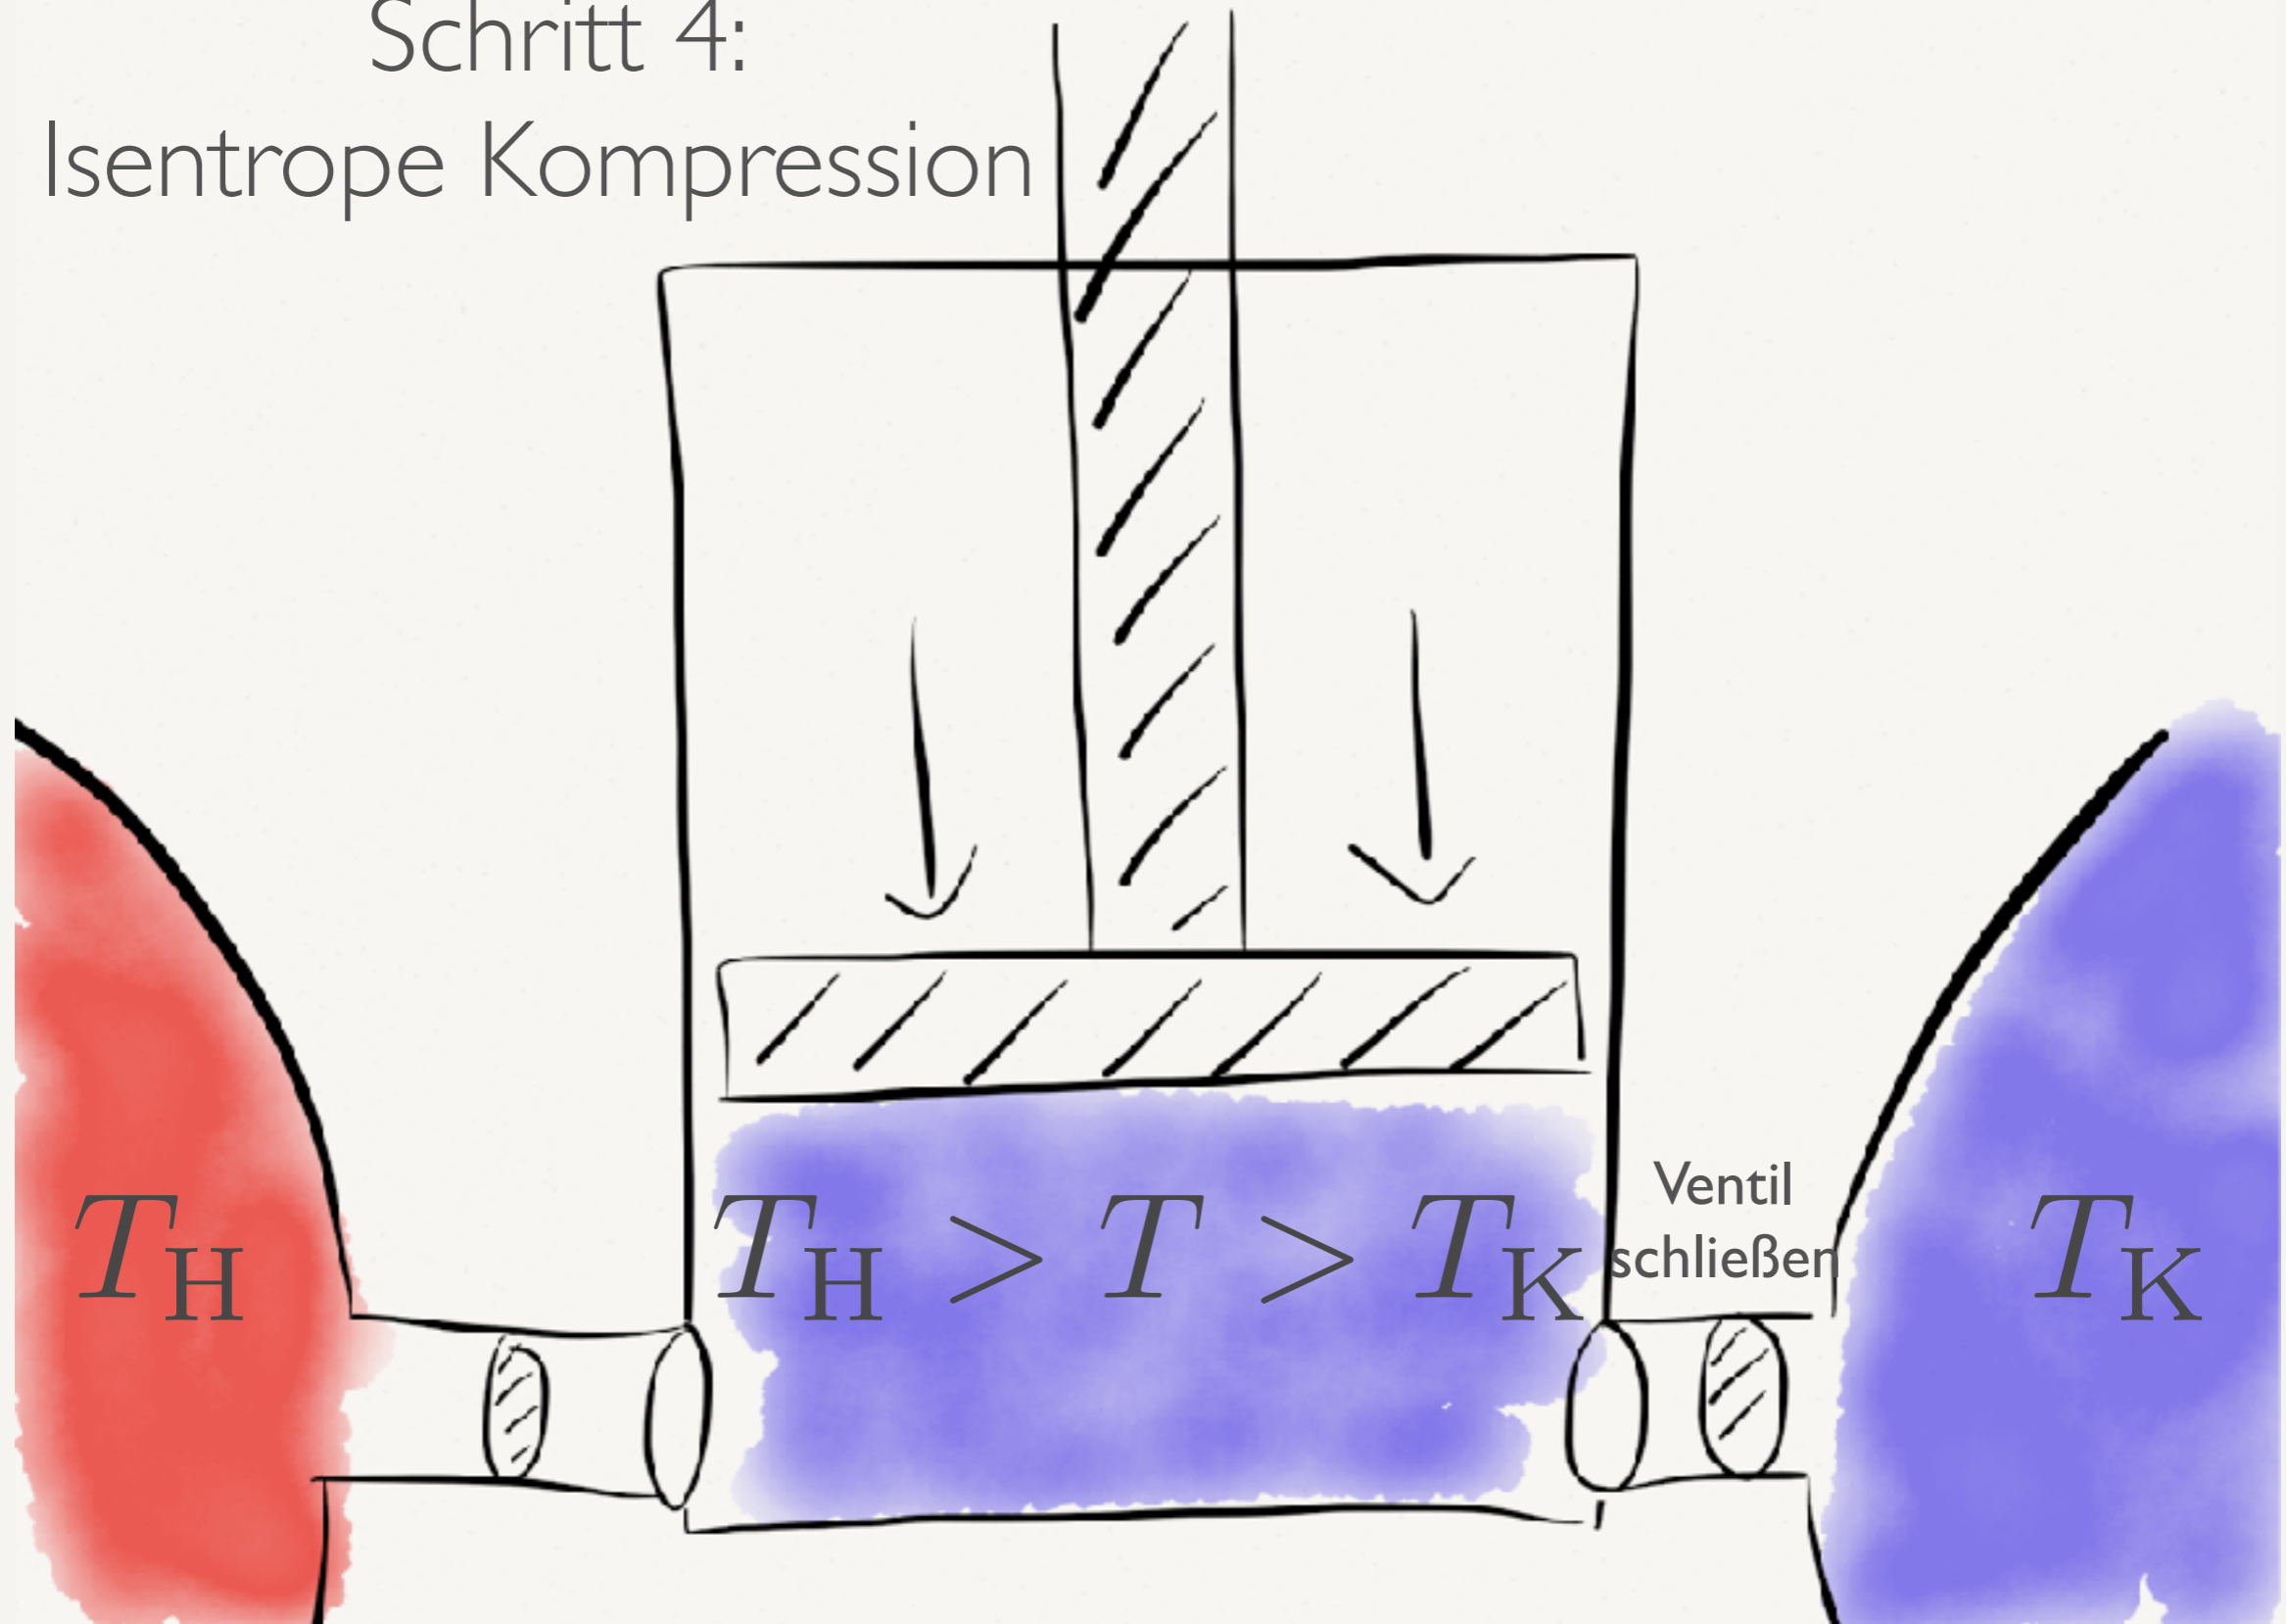 Schritt 4:
Isentrope Kompression
Ventil
schließen
T_H
T_H > T > T_K
T_K